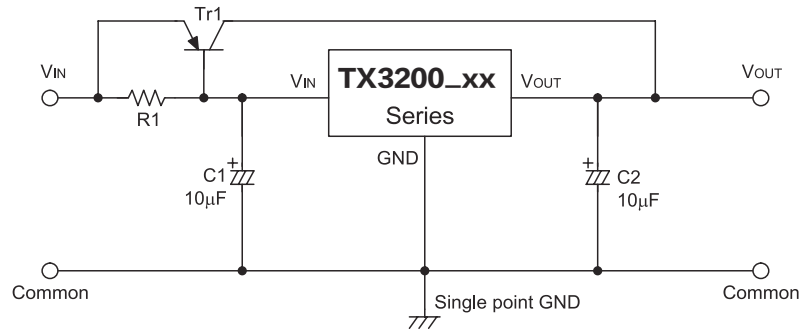 Tr1
VIN
R1
VIN
TX3200_xx
Series
VOUT
VOUT
GND
C1
10µF
C2
10µF
Common
Single point GND
Common